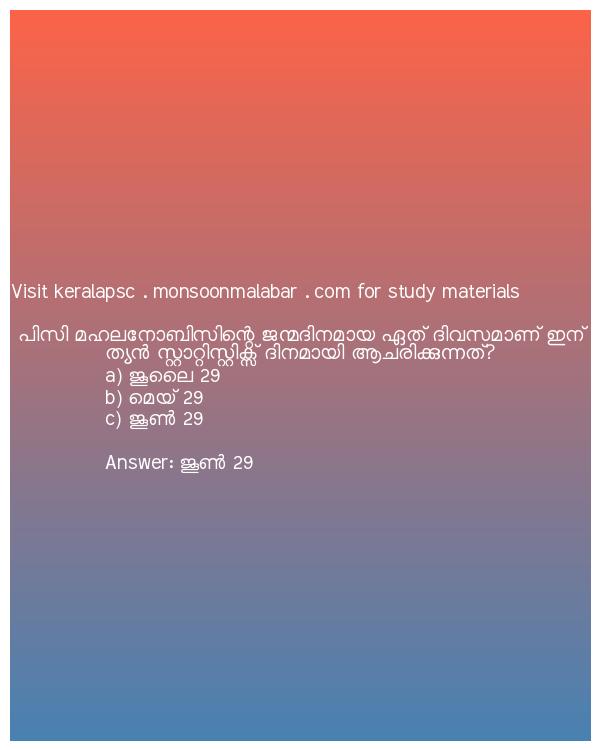 Visit keralapsc . monsoonmalabar . com for study materials
പിസി മഹലനോബിസിന്റെ ജന്മദിനമായ ഏത് ദിവസമാണ് ഇന്
ത്യൻ സ്റ്റാറ്റിസ്റ്റിക്സ് ദിനമായി ആചരിക്കുന്നത്?
a) ജൂലൈ 29
b) മെയ് 29
c) ജൂൺ 29
Answer: ജൂൺ 29